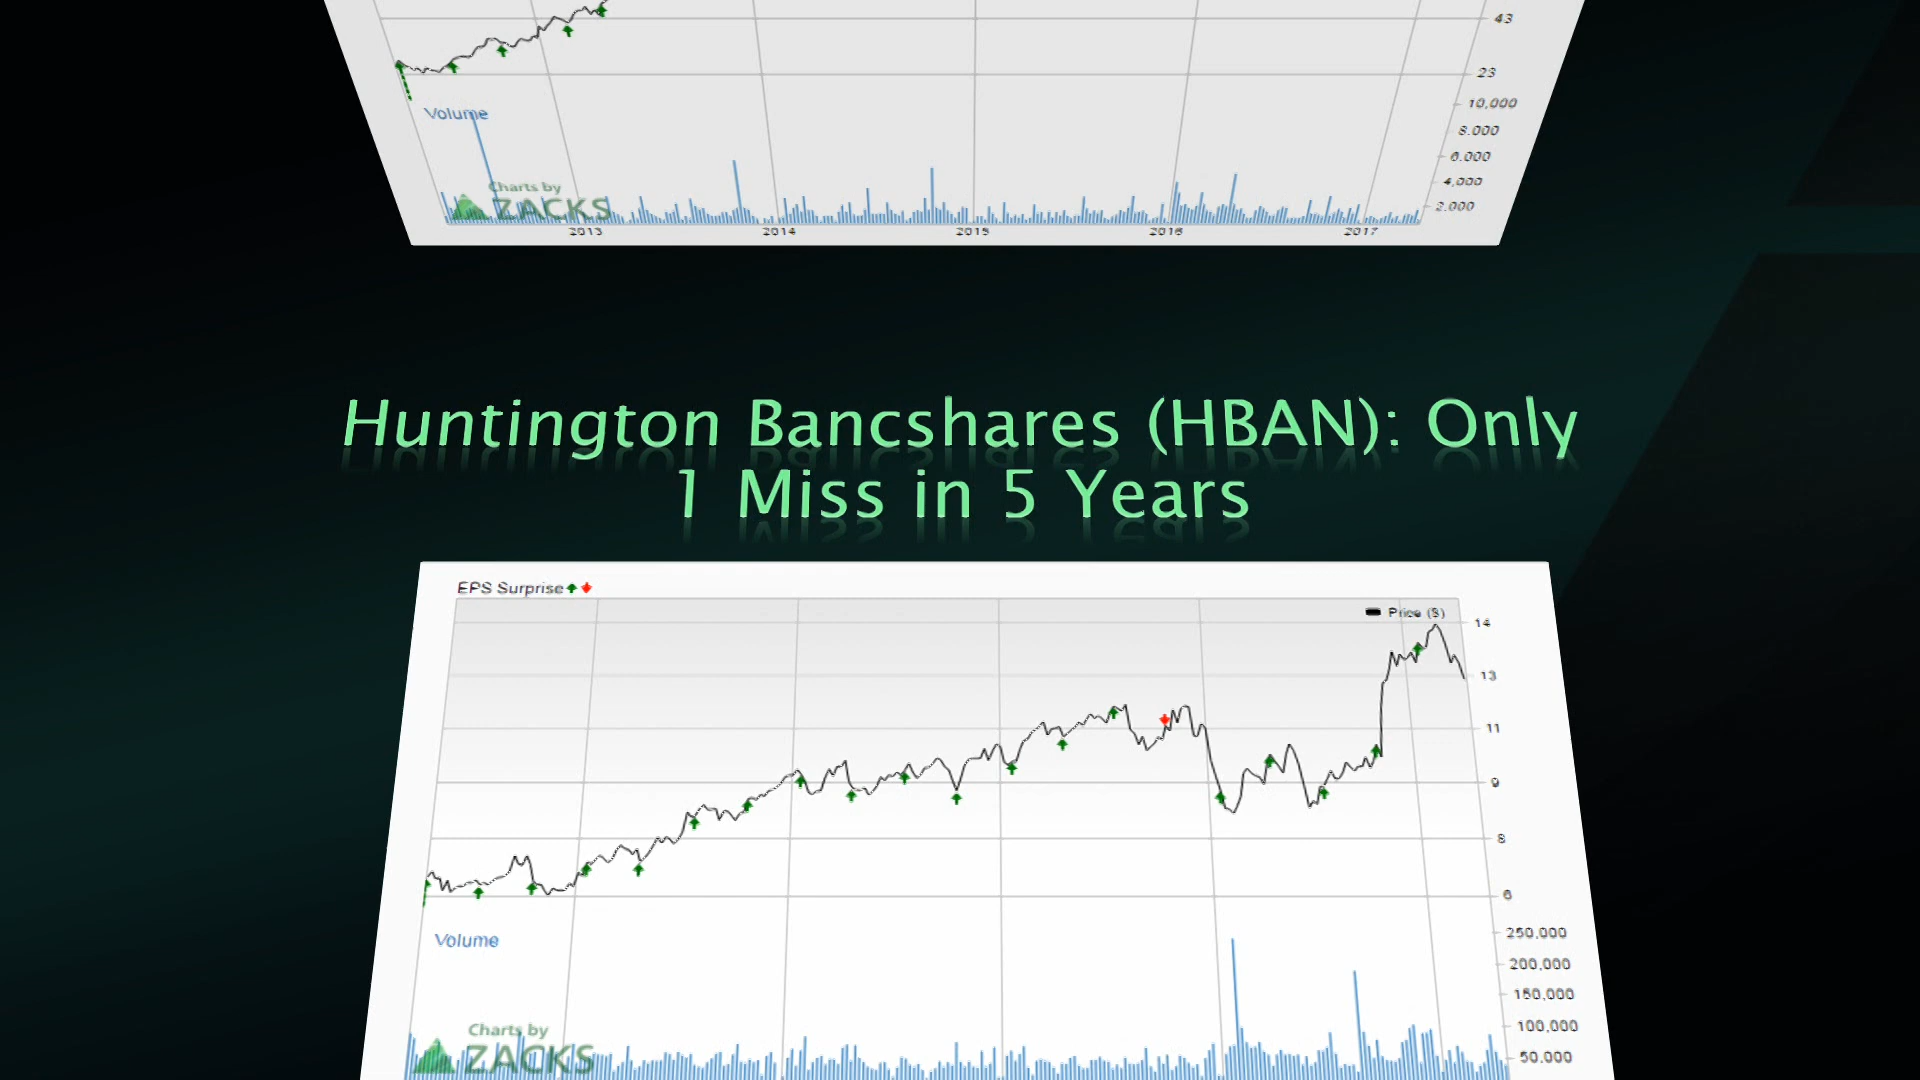 43
23
Volume
10,000
8,000
6,000
4,000
2,000
Charts by
ZACKS
2013 2014 2015 2016 2017
Huntington Bancshares (HBAN): Only
1 Miss in 5 Years
EPS Surprise
Price ($)
14
13
11
9
8
6
Volume
250,000
200,000
150,000
100,000
50,000
Charts by
ZACKS